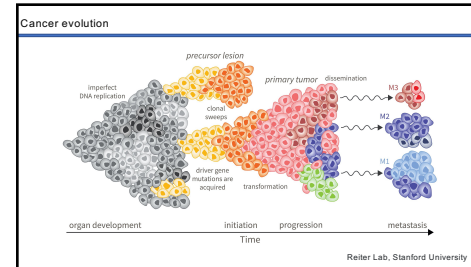 Cancer evolution
precursor lesion
imperfect
DNA replication
clonal
sweeps
primary tumor
dissemination
M3
M2
M1
driver gene
mutations are
acquired
transformation
organ development
initiation
progression
metastasis
Time
Reiter Lab, Stanford University